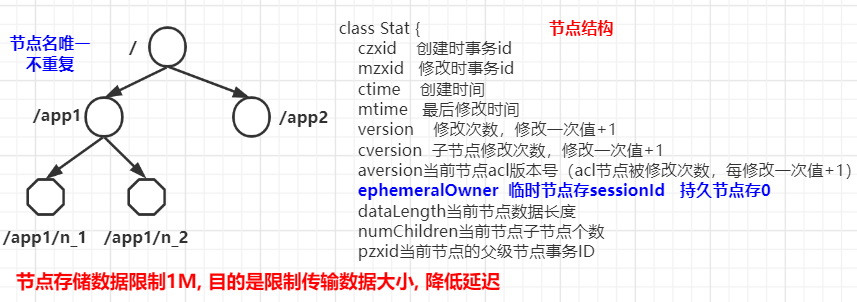 节点名唯一
不重复
/
/app1
/app2
/app1/n_1
/app1/n_2
class Stat {
节点结构
czxid 创建时事务id
mzxid 修改时事务id
ctime 创建时间
mtime 最后修改时间
version 修改次数，修改一次值+1
cversion 子节点修改次数，修改一次值+1
aversion当前节点acl版本号（acl节点被修改次数，每修改一次值+1）
ephemeralOwner 临时节点存sessionId 持久节点存0
dataLength当前节点数据长度
numChildren当前节点子节点个数
pzxid当前节点的父级节点事务ID
节点存储数据限制1M, 目的是限制传输数据大小, 降低延迟